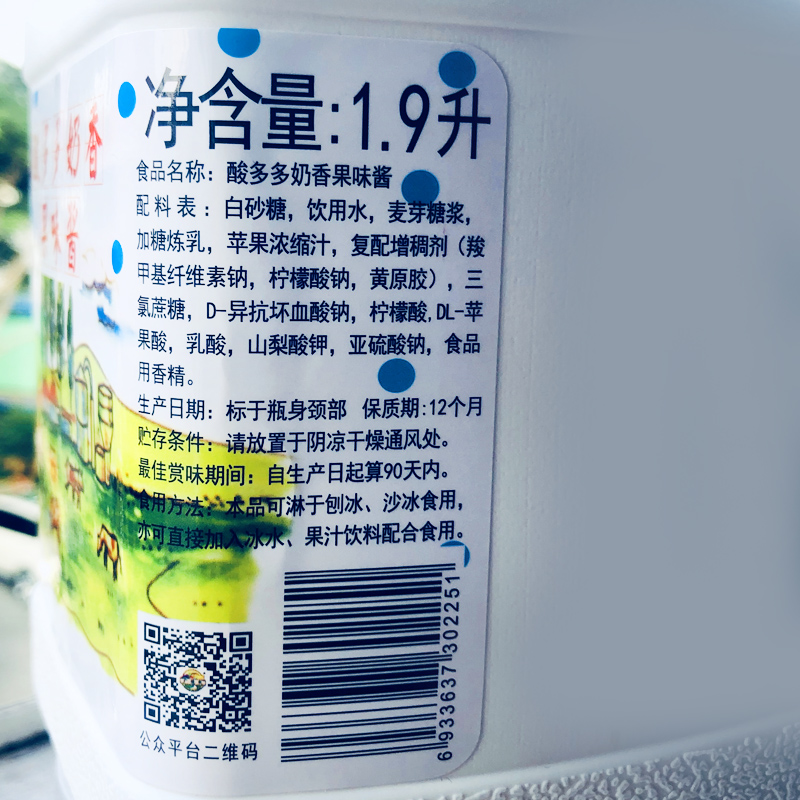 净含量:1.9升
食品名称：酸多多奶香果味酱
配料表：白砂糖，饮用水，麦芽糖浆，
加糖炼乳，苹果浓缩汁，复配增稠剂（羧
甲基纤维素钠，柠檬酸钠，黄原胶），三
氯蔗糖，D-异抗坏血酸钠，柠檬酸,DL-苹
果酸，乳酸，山梨酸钾，亚硫酸钠，食品
用香精。
生产日期：标于瓶身颈部 保质期:12个月
贮存条件：请放置于阴凉干燥通风处。
最佳赏味期间：自生产日起算90天内。
食用方法：本品可淋于刨冰、沙冰食用，
亦可直接加入冰水、果汁饮料配合食用。
6 933637 302251
公众平台二维码
多奶香
味酱